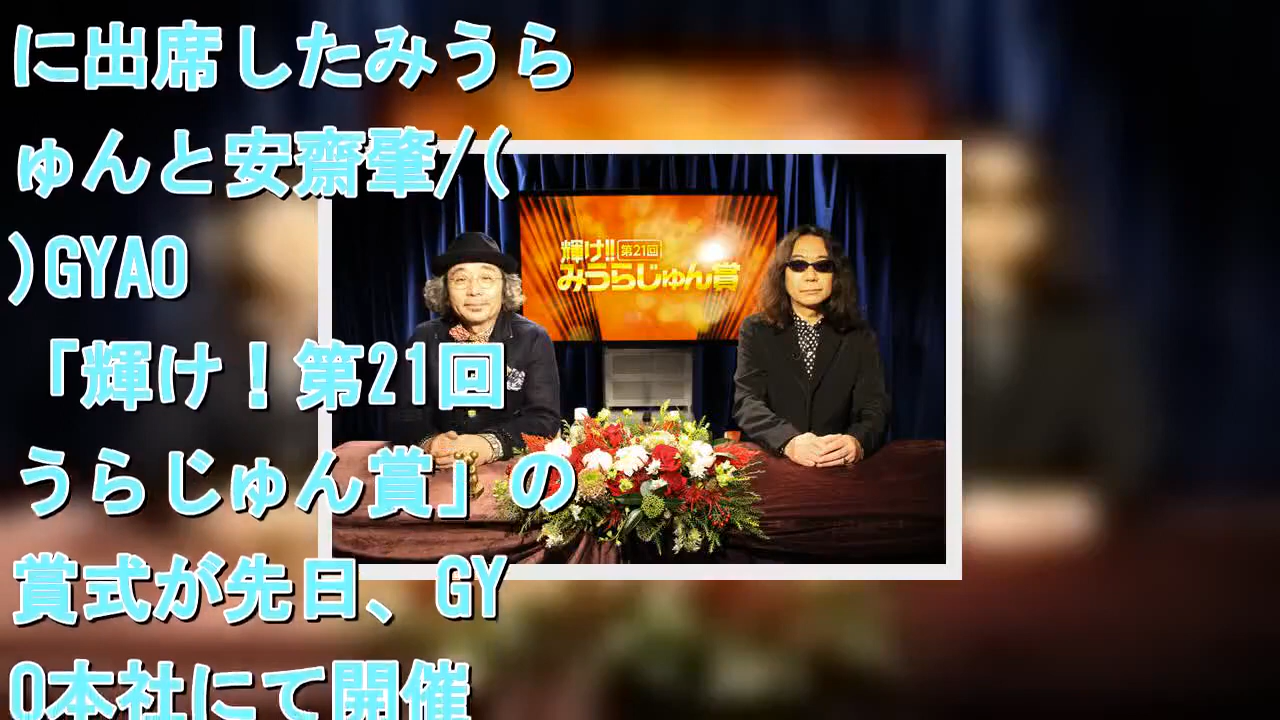 に出席したみうら
ゅんと安齋肇/(
)GYAO
「輝け！第21回
うらじゅん賞」の
賞式が先日、GY
O本社にて開催
輝け!! 第21回
みうらじゅん賞